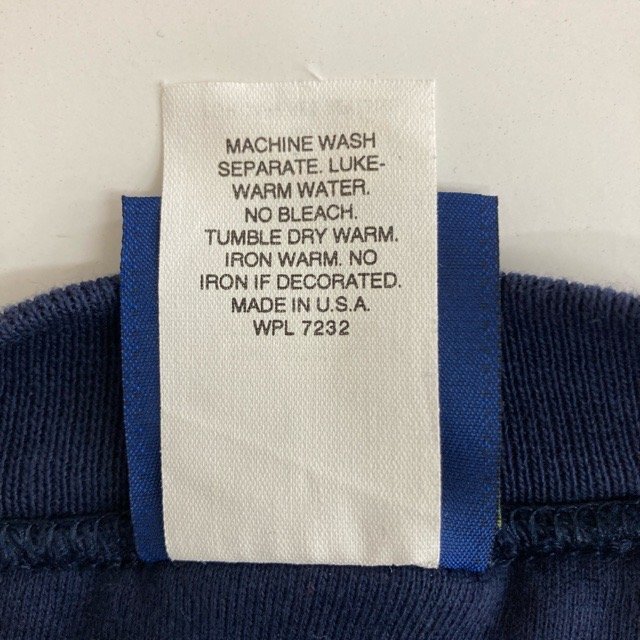 MACHINE WASH
SEPARATE. LUKE-
WARM WATER.
NO BLEACH.
TUMBLE DRY WARM.
IRON WARM. NO
IRON IF DECORATED.
MADE IN U.S.A.
WPL 7232